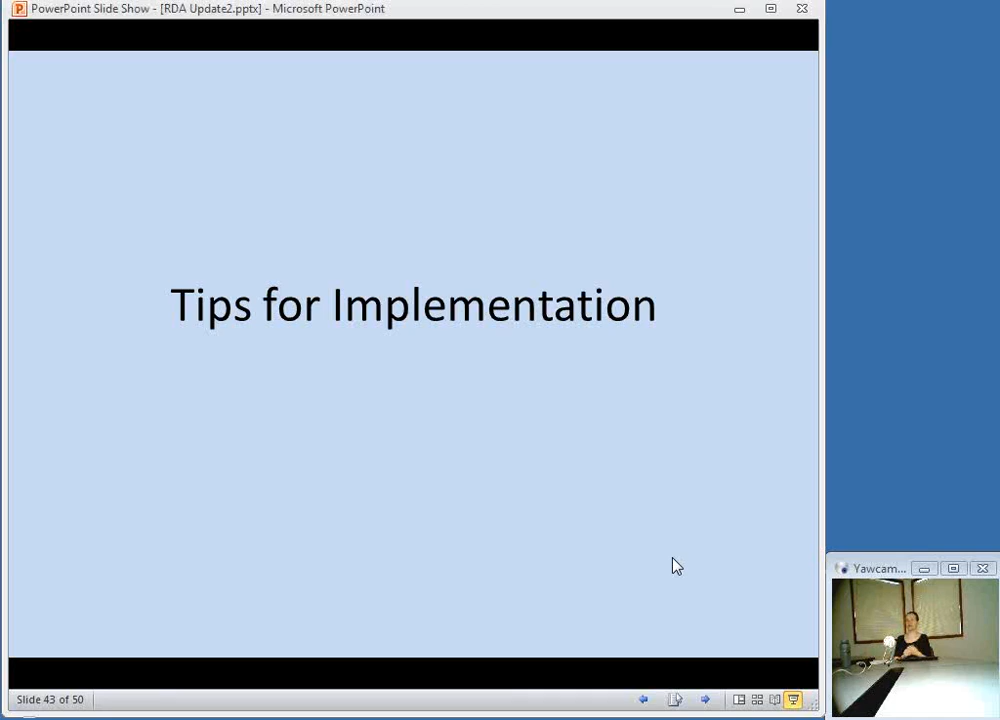 PowerPoint Slide Show - [RDA Update2.pptx] - Microsoft PowerPoint
Tips for Implementation
Yawcam...
Slide 43 of 50